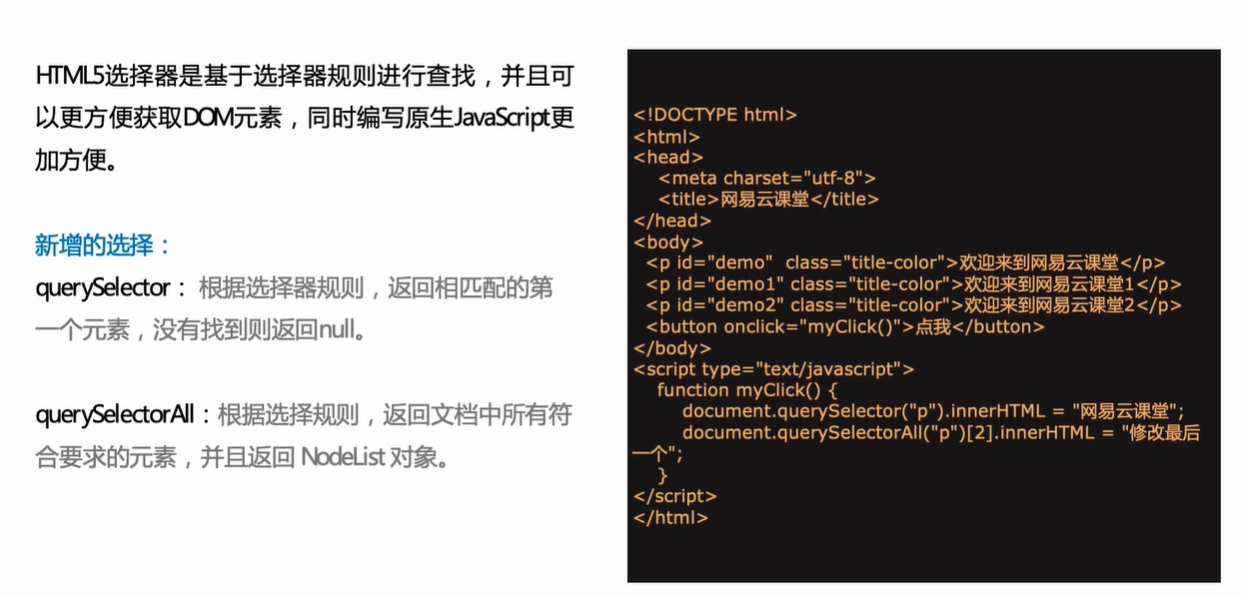 HTML5选择器是基于选择器规则进行查找，并且可
以更方便获取DOM元素，同时编写原生JavaScript更
加方便。
新增的选择：
querySelector： 根据选择器规则，返回相匹配的第
一个元素，没有找到则返回null。
querySelectorAll：根据选择规则，返回文档中所有符
合要求的元素，并且返回 NodeList 对象。
<!DOCTYPE html>
<html>
<head>
<meta charset="utf-8">
<title>网易云课堂</title>
</head>
<body>
<p id="demo"  class="title-color">欢迎来到网易云课堂</p>
<p id="demo1" class="title-color">欢迎来到网易云课堂1</p>
<p id="demo2" class="title-color">欢迎来到网易云课堂2</p>
<button onclick="myClick()">点我</button>
</body>
<script type="text/javascript">
function myClick() {
document.querySelector("p").innerHTML = "网易云课堂";
document.querySelectorAll("p")[2].innerHTML = "修改最后
一个";
}
</script>
</html>